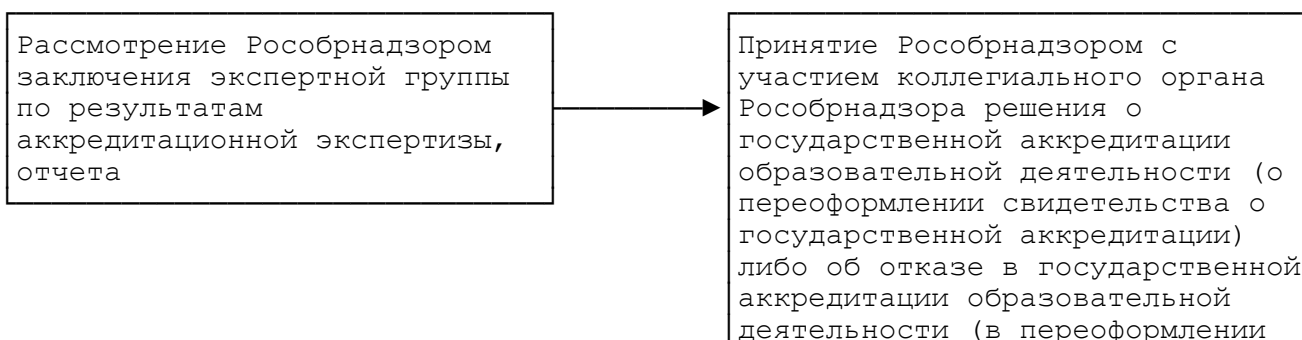 Рассмотрение Рособрнадзором
заключения экспертной группы
по результатам
аккредитационной экспертизы,
отчета
Принятие Рособрнадзором с
участием коллегиального органа
Рособрнадзора решения о
государственной аккредитации
образовательной деятельности (о
переоформлении свидетельства о
государственной аккредитации)
либо об отказе в государственной
аккредитации образовательной
деятельности (в переоформлении